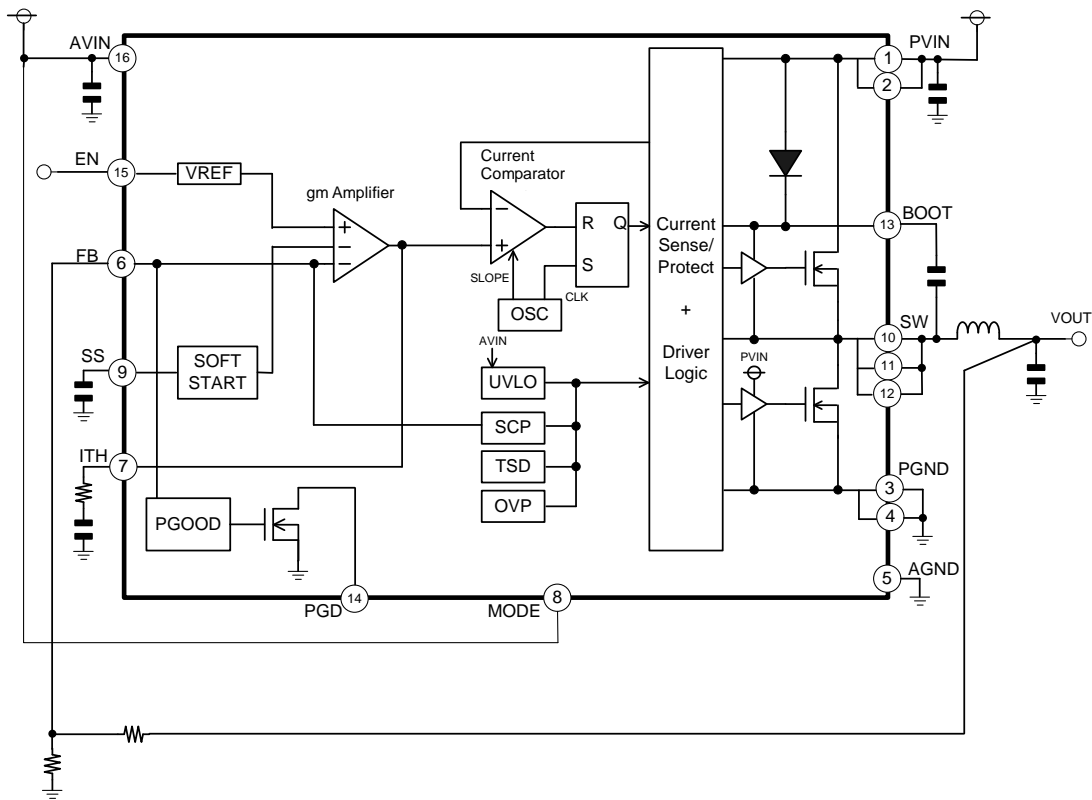 AVIN
16
PVIN
1
2
EN
15
VREF
gm Amplifier
Current
Comparator
R Q
S
SLOPE
OSC
CLK
Current
Sense/
Protect
+
Driver
Logic
BOOT
13
FB
6
SS
9
SOFT
START
AVIN
UVLO
SCP
TSD
OVP
PVIN
SW
10
11
12
VOUT
ITH
7
PGOOD
PGND
3
4
5
AGND
PGD
14
MODE
8